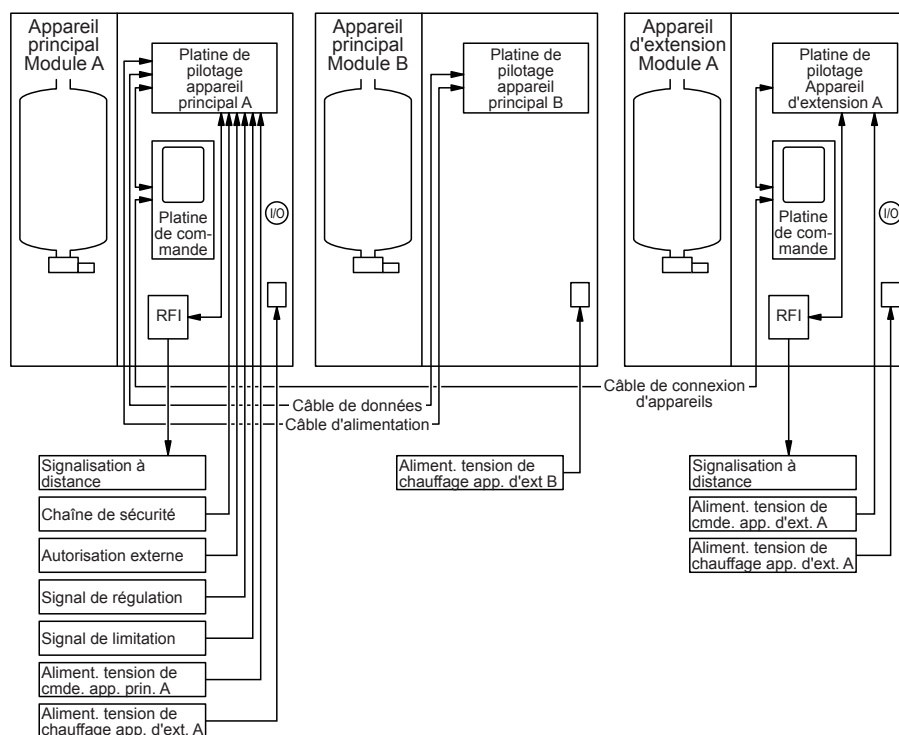 Appareil
principal
Module A
Platine de
pilotage
appareil
principal A
Platine
de com-
mande
I/O
RFI
Appareil
principal
Module B
Platine de
pilotage
appareil
principal B
Appareil
d'extension
Module A
Platine de
pilotage
Appareil
d'extension A
Platine
de com-
mande
I/O
RFI
Câble de connexion
d'appareils
Câble de données
Câble d'alimentation
Signalisation à
distance
Chaîne de sécurité
Autorisation externe
Signal de régulation
Signal de limitation
Aliment. tension de
cmde. app. prin. A
Aliment. tension de
chauffage app. d'ext. A
Aliment. tension de
chauffage app. d'ext B
Signalisation à
distance
Aliment. tension de
cmde. app. d'ext. A
Aliment. tension de
chauffage app. d'ext. A